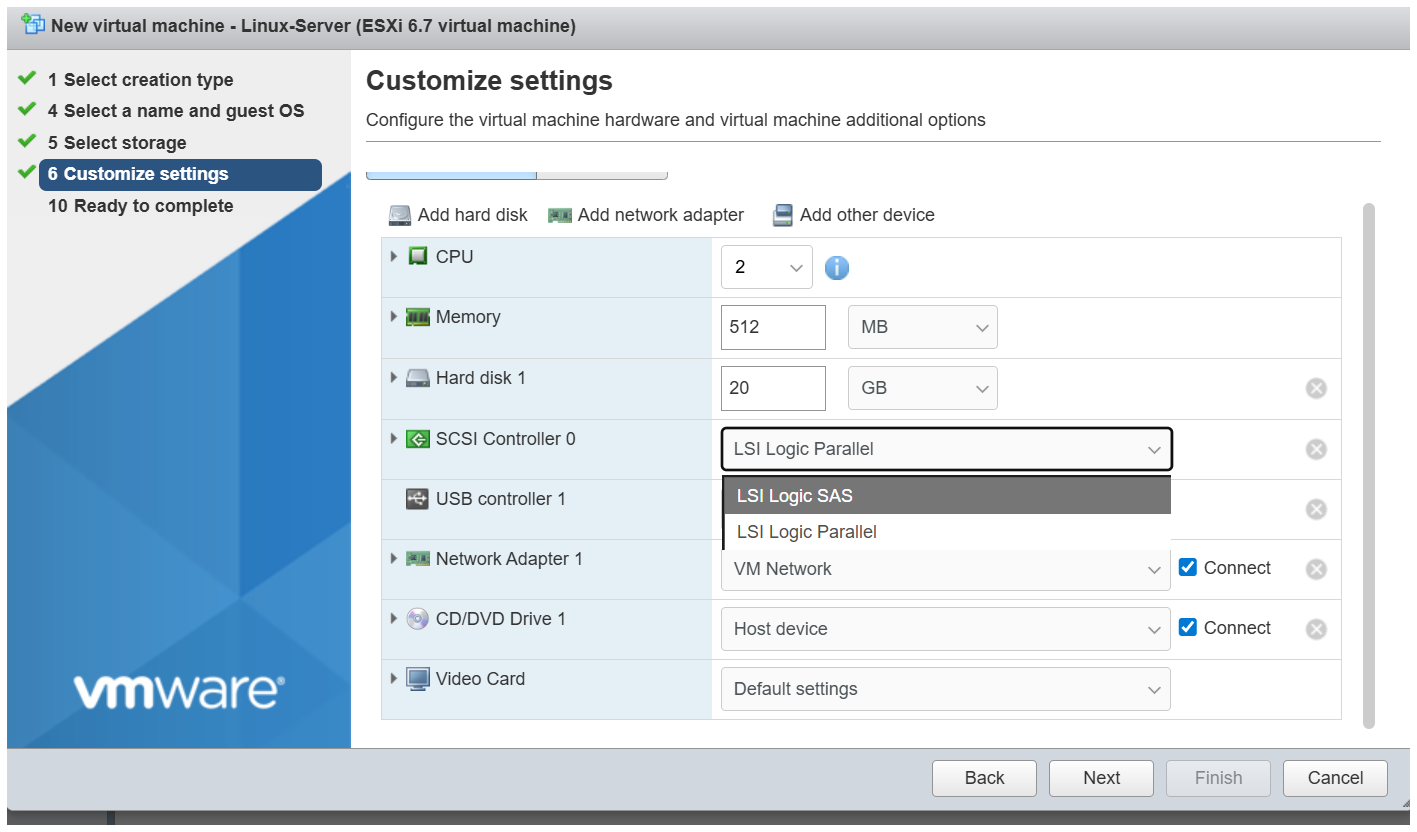 New virtual machine - Linux-Server (ESXi 6.7 virtual machine)
1 Select creation type
4 Select a name and guest OS
5 Select storage
6 Customize settings
10 Ready to complete
vmware®
Customize settings
Configure the virtual machine hardware and virtual machine additional options
Add hard disk Add network adapter Add other device
CPU 2
Memory 512 MB
Hard disk 1 20 GB
SCSI Controller 0 LSI Logic Parallel
LSI Logic SAS
USB controller 1
LSI Logic Parallel
Network Adapter 1 VM Network Connect
CD/DVD Drive 1 Host device Connect
Video Card Default settings
Back Next Finish Cancel